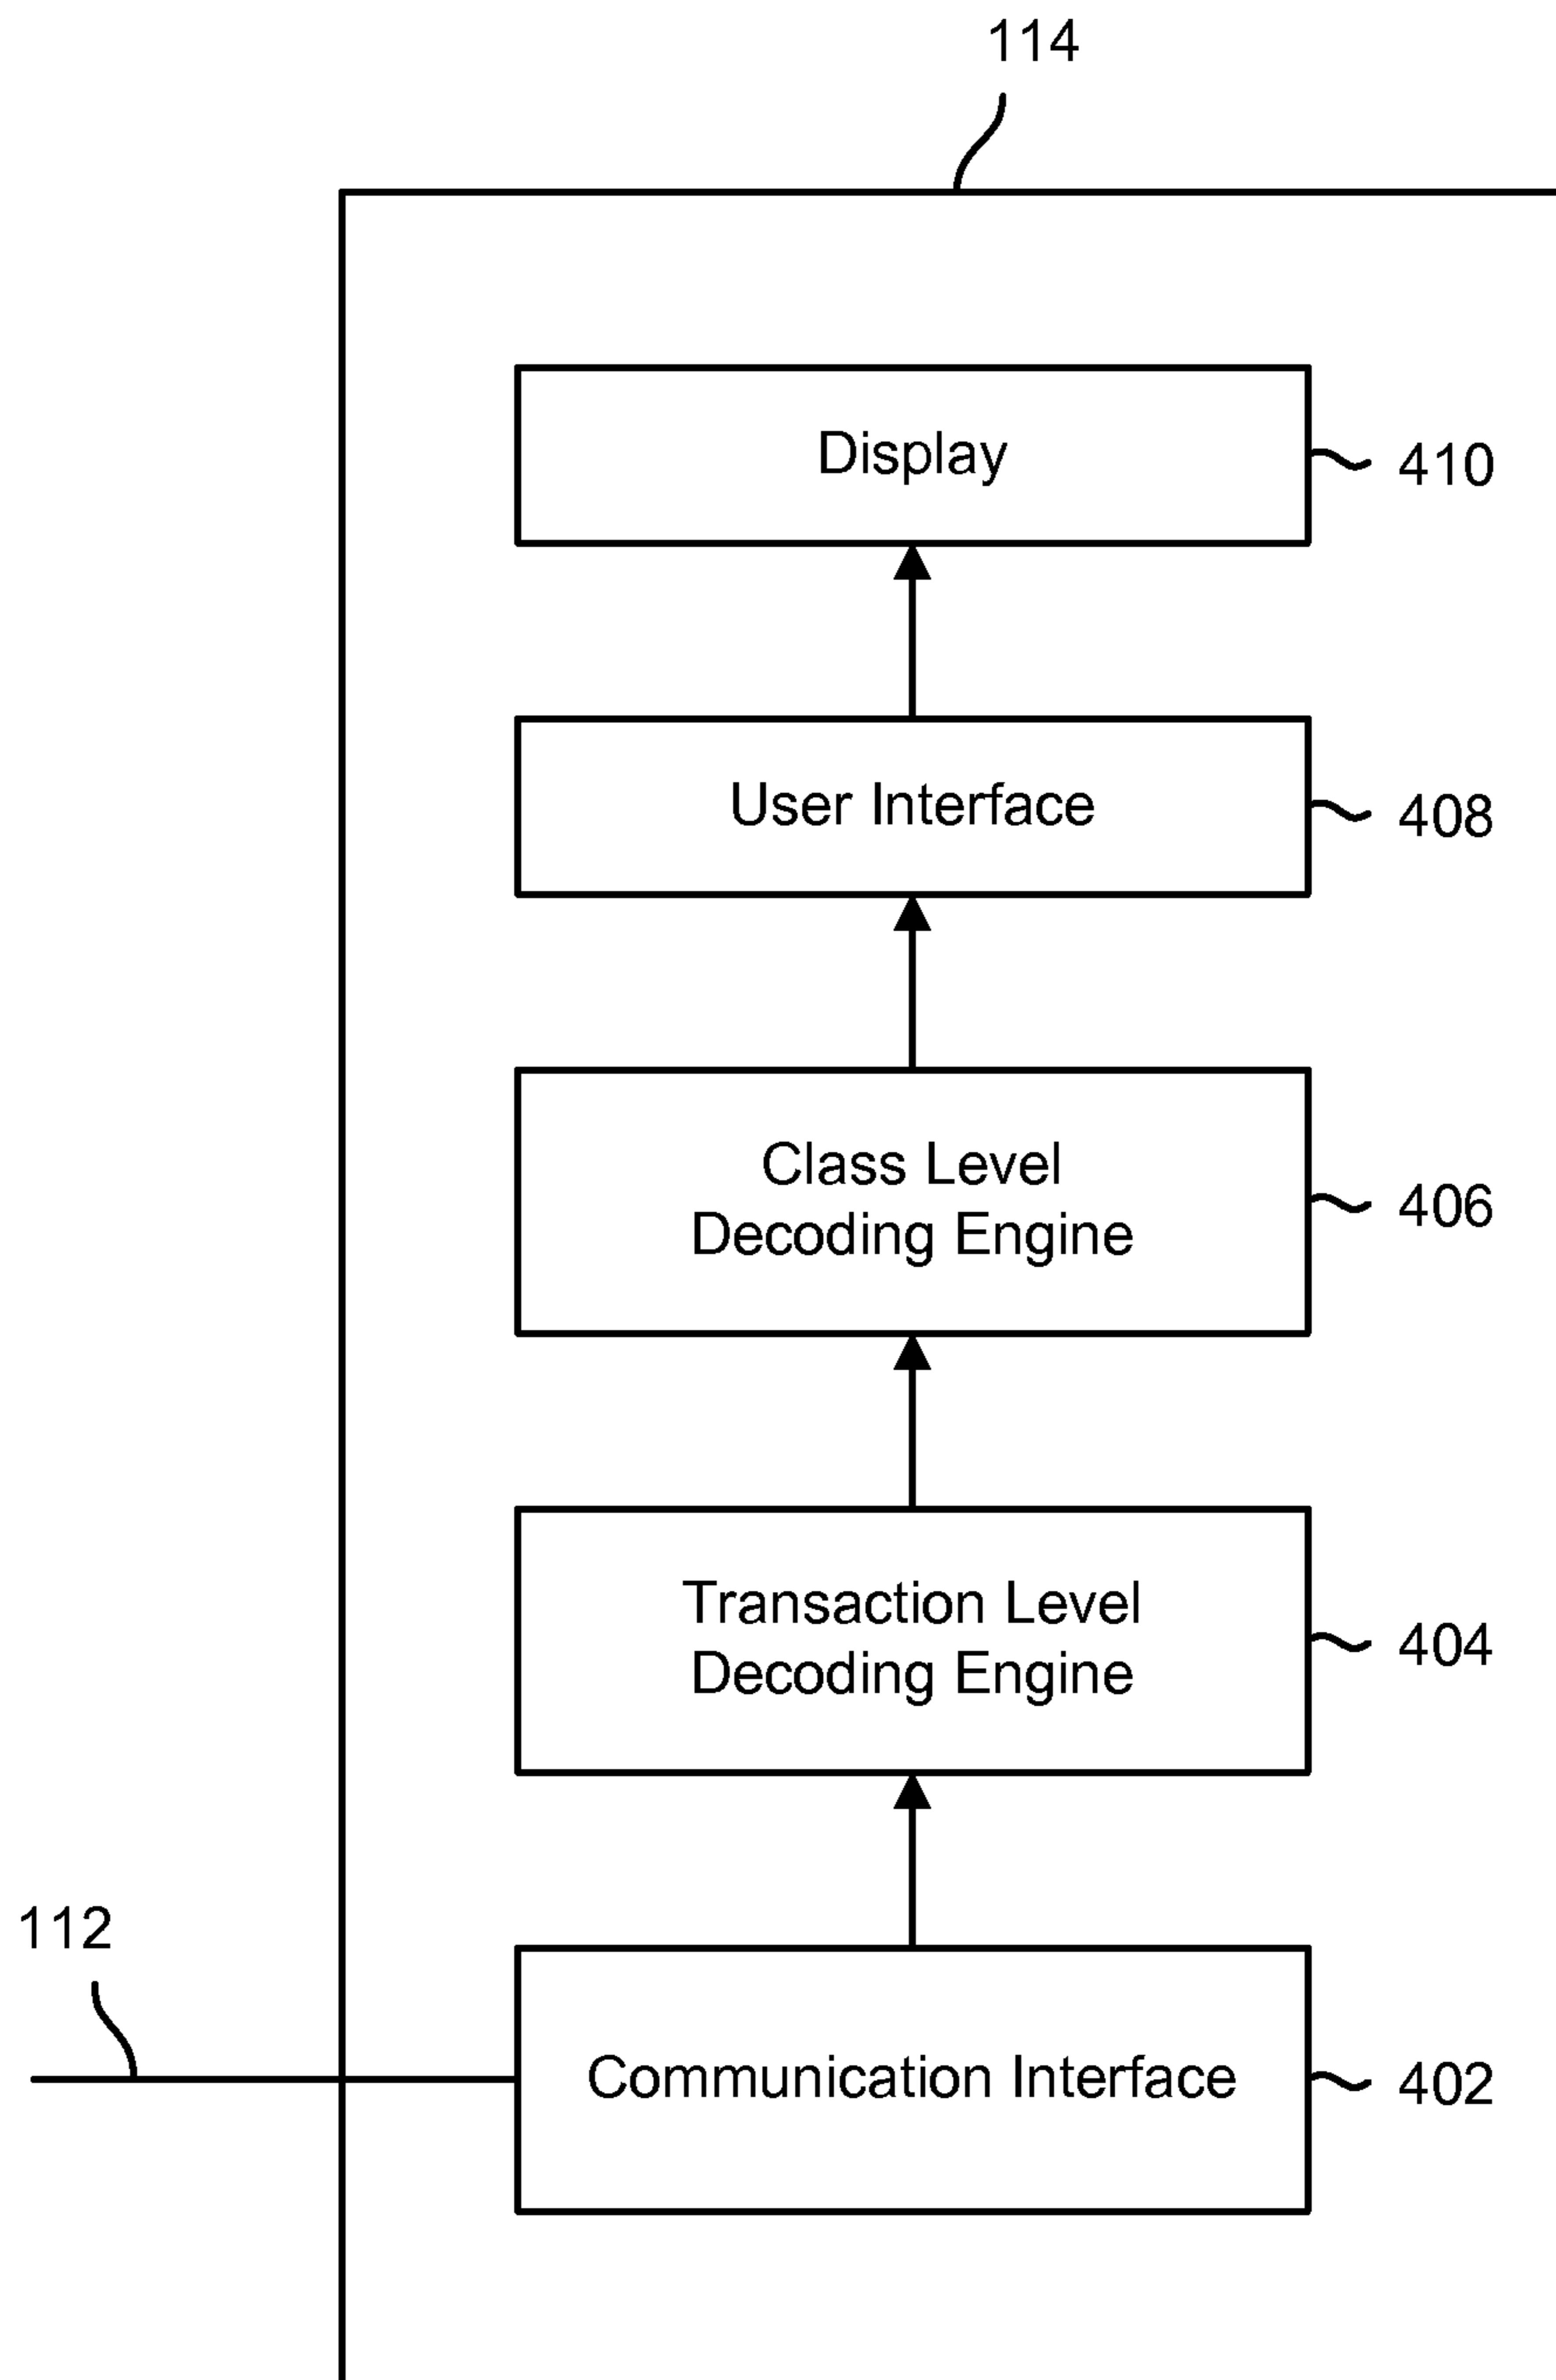 114
Display
410
User Interface
408
Class Level
Decoding Engine
406
Transaction Level
Decoding Engine
404
112
Communication Interface
402